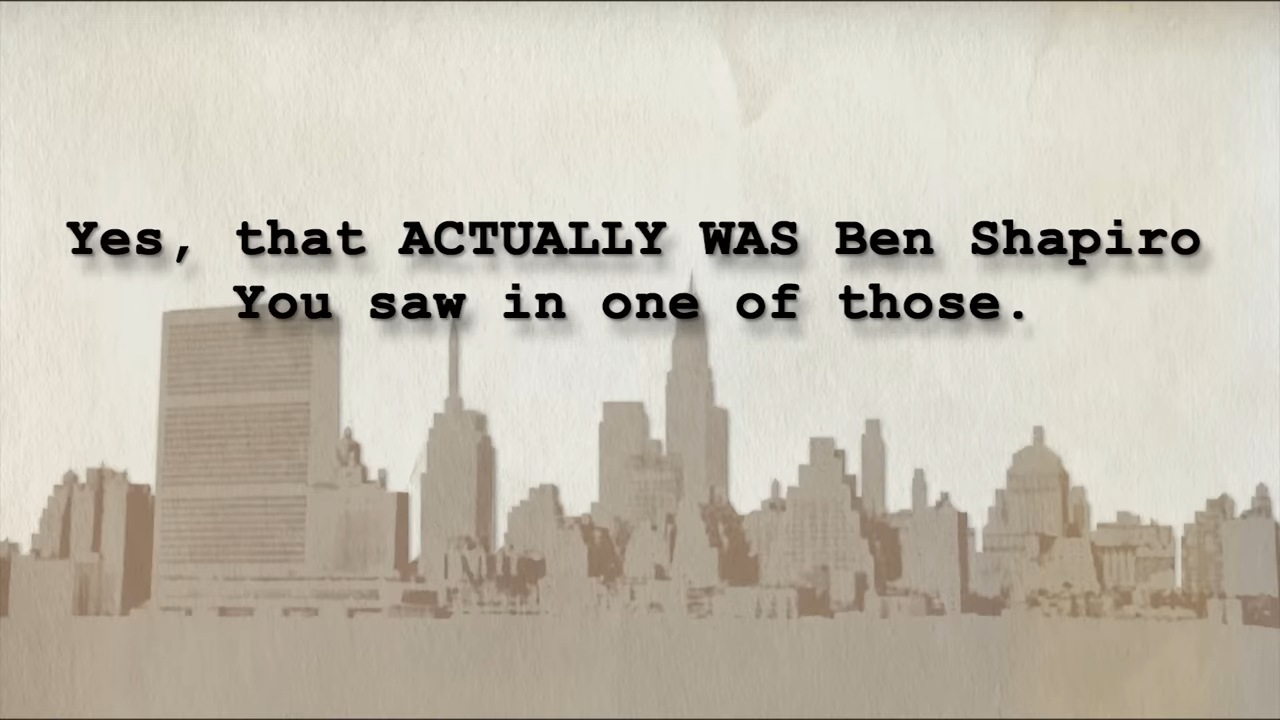 Yes, that ACTUALLY WAS Ben Shapiro
You saw in one of those.